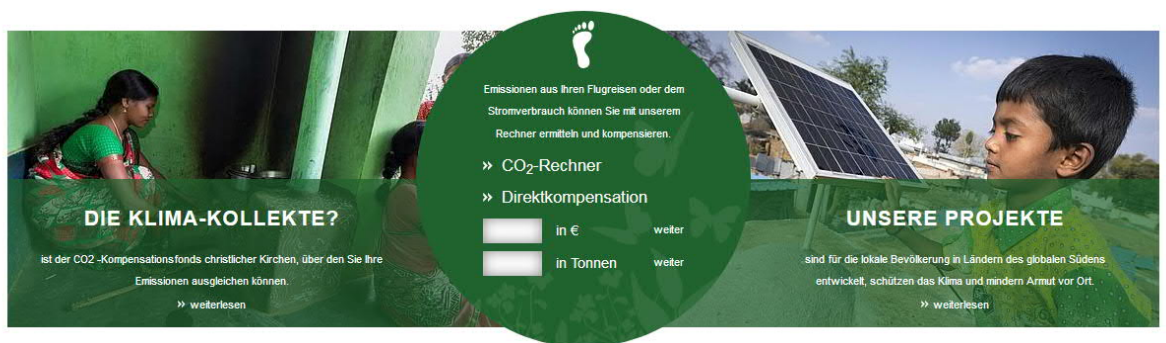 DIE KLIMA-KOLLEKTE?
ist der CO2 -Kompensationsfonds christlicher Kirchen, über den Sie Ihre
Emissionen ausgleichen können.
» weiterlesen
Emissionen aus Ihren Flugreisen oder dem
Stromverbrauch können Sie mit unserem
Rechner ermitteln und kompensieren.
» CO2-Rechner
» Direktkompensation
in € weiter
in Tonnen weiter
UNSERE PROJEKTE
sind für die lokale Bevölkerung in Ländern des globalen Südens
entwickelt, schützen das Klima und mindern Armut vor Ort.
» weiterlesen